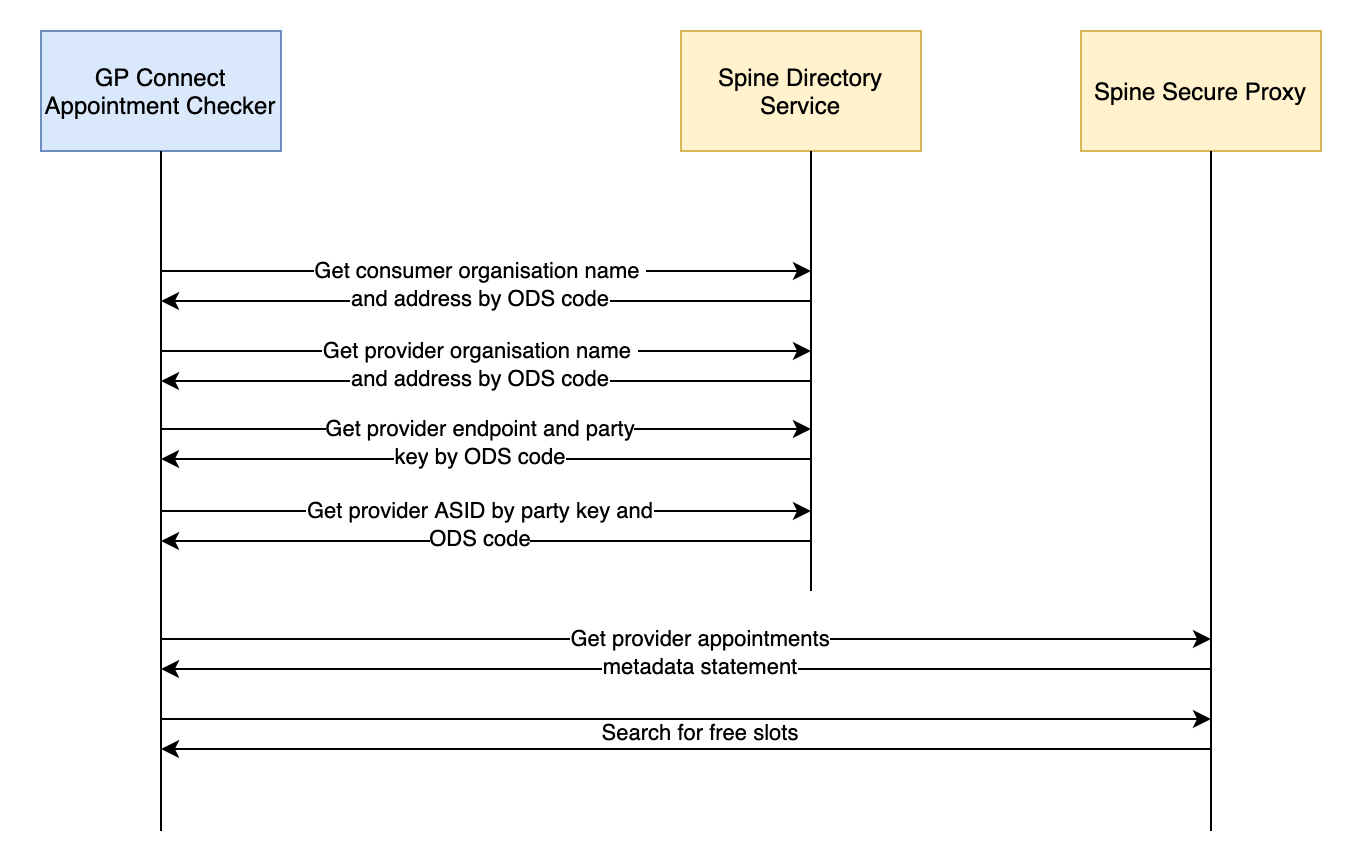 GP Connect
Appointment Checker
Spine Directory
Service
Spine Secure Proxy
Get consumer organisation name
and address by ODS code
Get provider organisation name
and address by ODS code
Get provider endpoint and party
key by ODS code
Get provider ASID by party key and
ODS code
Get provider appointments
metadata statement
Search for free slots